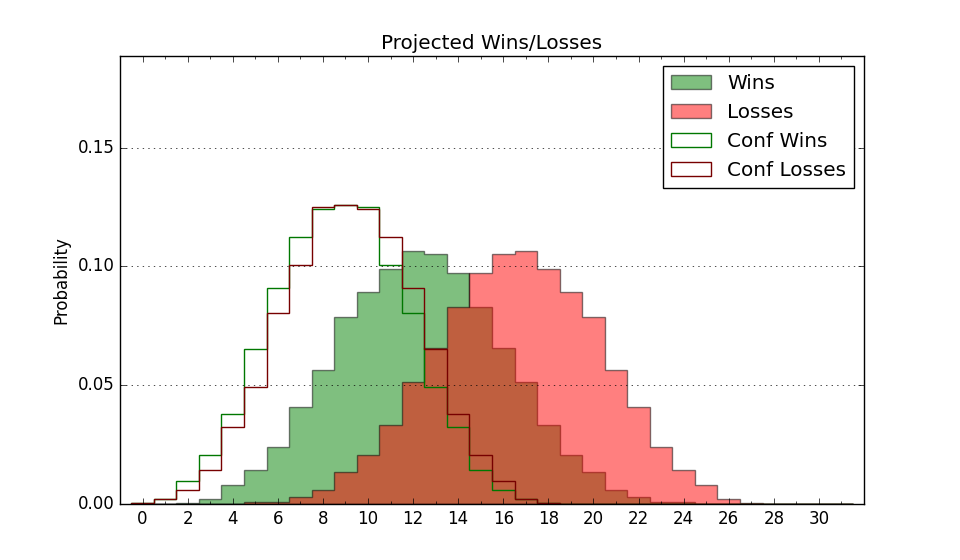 Projected Wins/Losses
Wins
Losses
Conf Wins
Conf Losses
Probability
0.15
0.10
0.05
0.00
0 2 4 6 8 10 12 14 16 18 20 22 24 26 28 30